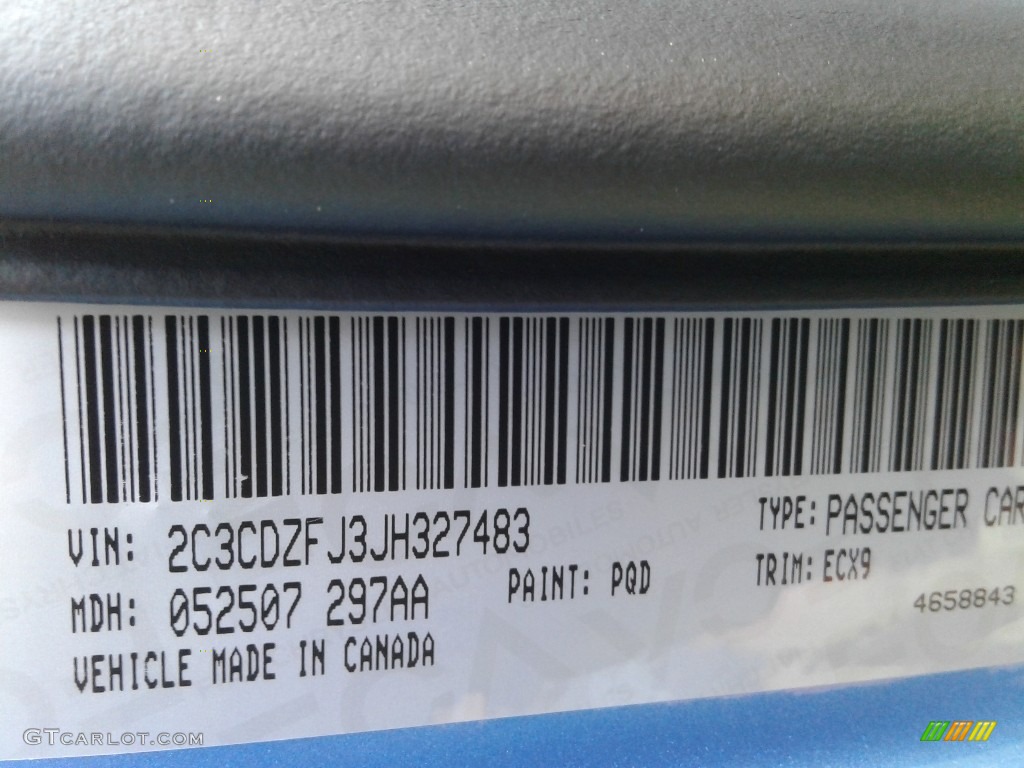 VIN: 2C3CDZFJ3JH327483 TYPE: PASSENGER CAR
MDH: 052507 297AA PAINT: PQD TRIM: ECX9
VEHICLE MADE IN CANADA 4658843
GTCARLOT.COM